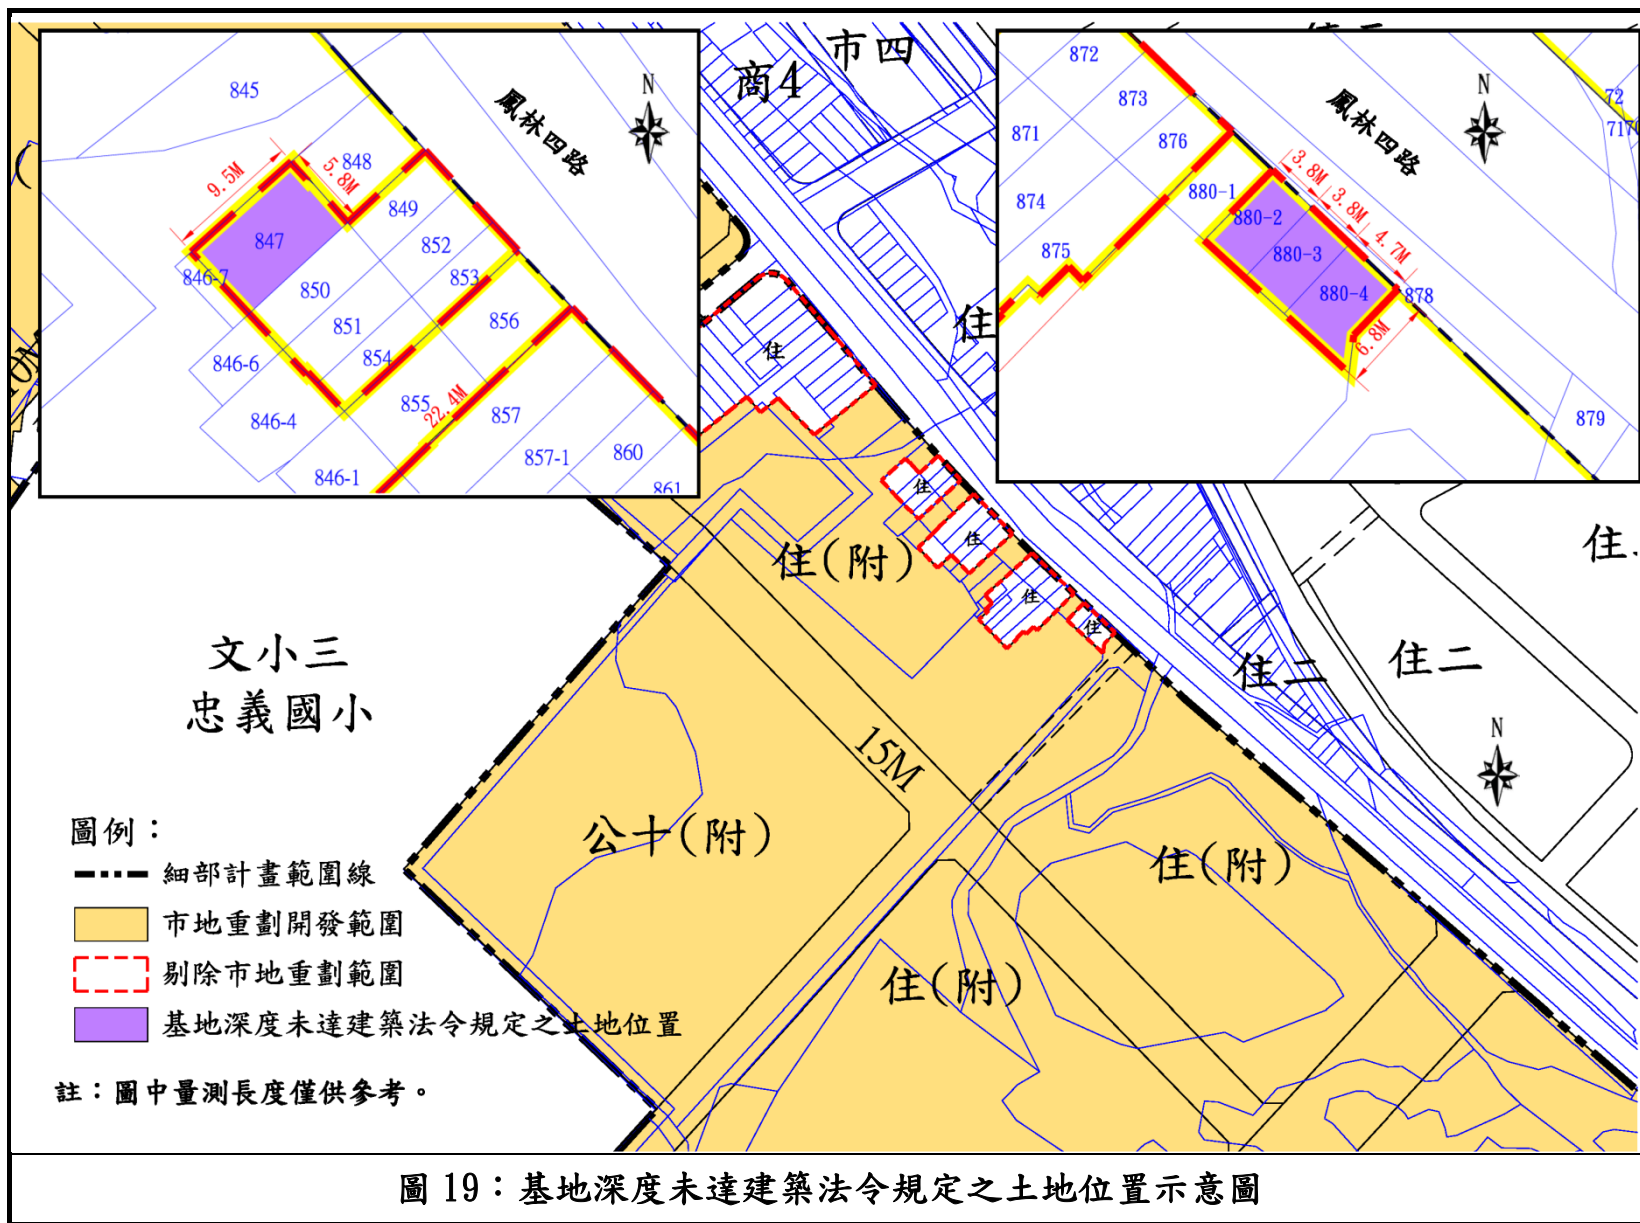 845
848
849
852
853
847
846-7
850
851
854
856
846-6
855
857
846-4
857-1
860
846-1
861
9.5M
5.8M
22.4M
鳳林四路
N
商4
市四
872
873
871
876
874
875
880-1
880-2
880-3
880-4
878
879
72
3.8M
3.8M
4.7M
6.8M
鳳林四路
N
住
住
住
住
住
住
住(附)
住
住二
住二
文小三
忠義國小
15M
公十(附)
住(附)
住(附)
N
圖例：
細部計畫範圍線
市地重劃開發範圍
剔除市地重劃範圍
基地深度未達建築法令規定之土地位置
註：圖中量測長度僅供參考。
圖 19：基地深度未達建築法令規定之土地位置示意圖